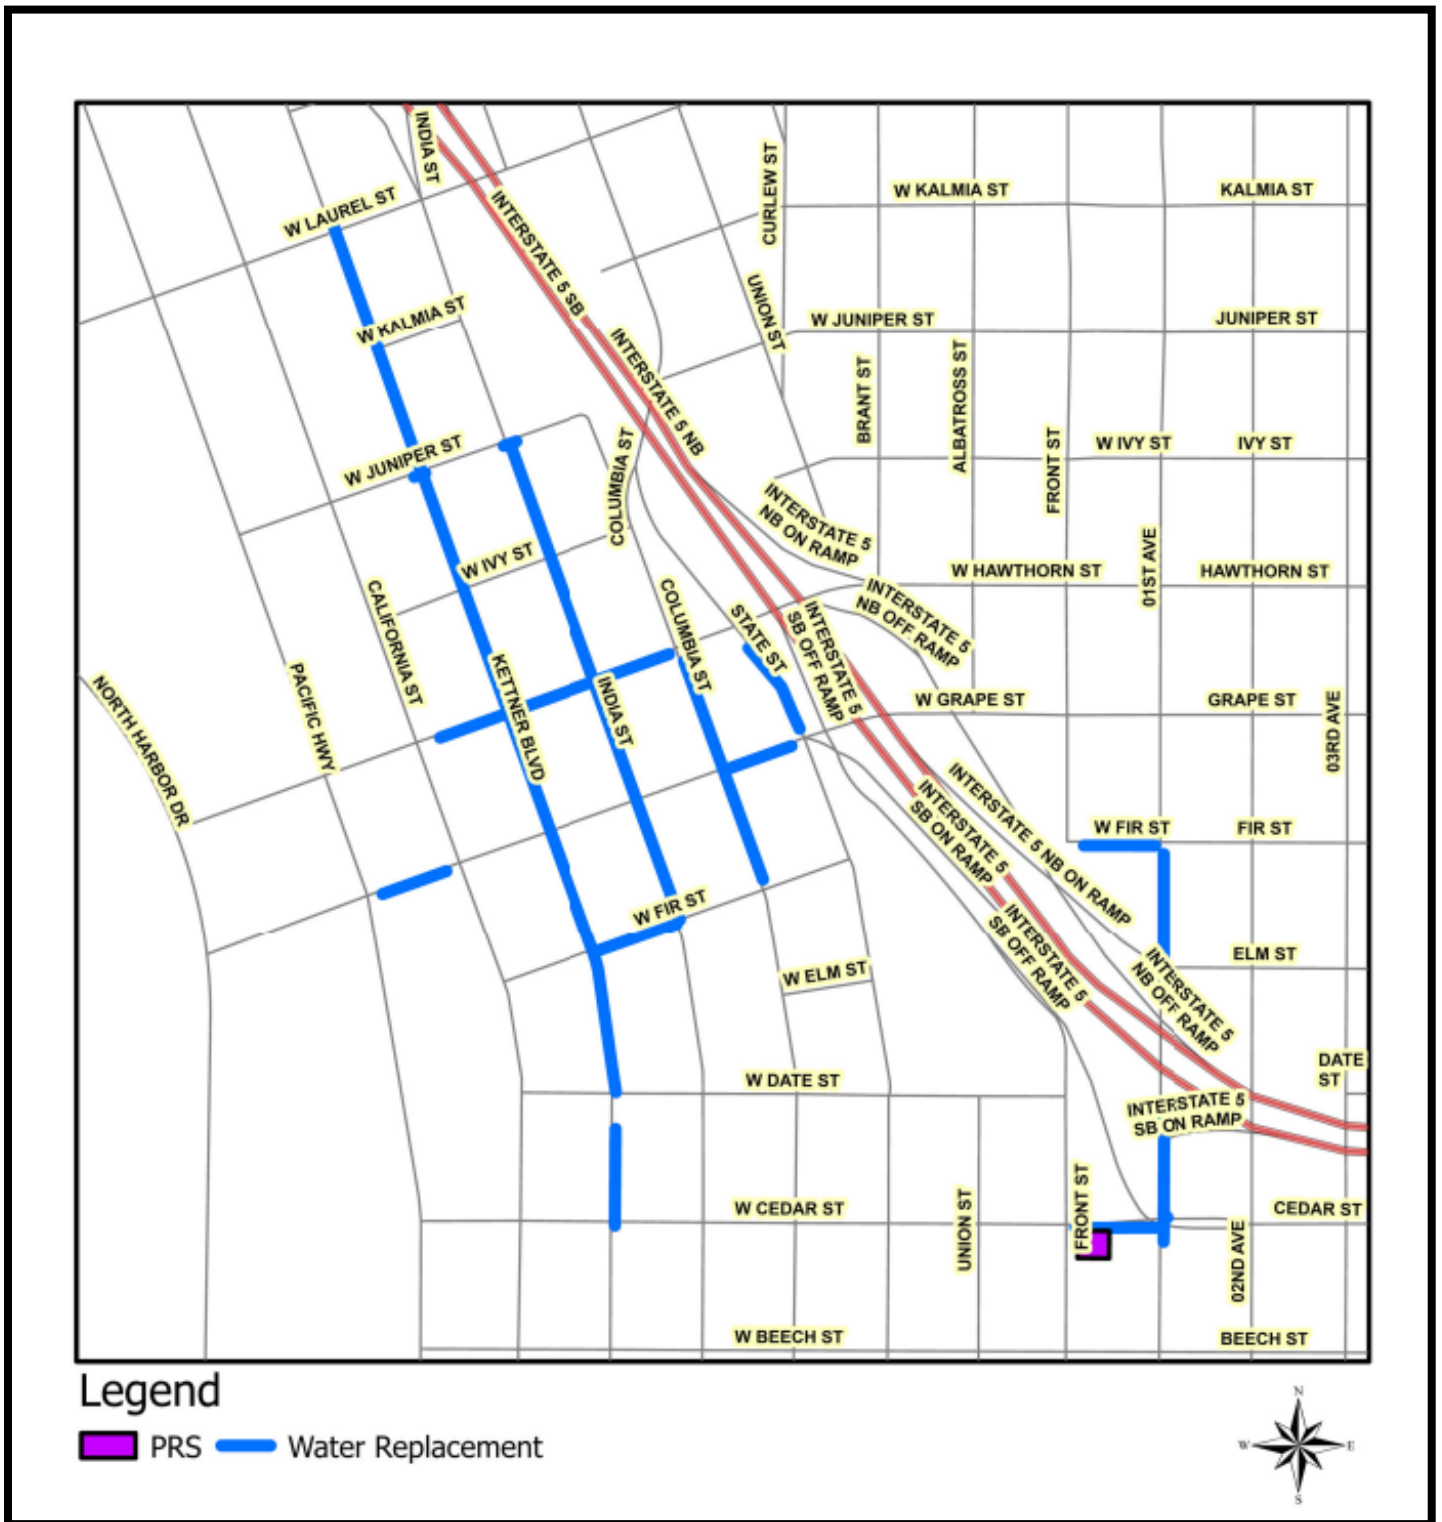 INDIA ST
W LAUREL ST
CURLEW ST
W KALMIA ST
KALMIA ST
INTERSTATE 5 SB
UNION ST
W KALMIA ST
W JUNIPER ST
JUNIPER ST
INTERSTATE 5 NB
BRANT ST
ALBATROSS ST
W JUNIPER ST
COLUMBIA ST
FRONT ST
W IVY ST
IVY ST
INTERSTATE 5
NB ON RAMP
W IVY ST
01ST AVE
W HAWTHORN ST
HAWTHORN ST
CALIFORNIA ST
COLUMBIA ST
STATE ST
INTERSTATE 5
SB OFF RAMP
INTERSTATE 5
NB OFF RAMP
NORTH HARBOR DR
PACIFIC HWY
KETTNER BLVD
INDIA ST
W GRAPE ST
GRAPE ST
03RD AVE
INTERSTATE 5
SB ON RAMP
INTERSTATE 5 NB ON RAMP
W FIR ST
FIR ST
W FIR ST
INTERSTATE 5
SB OFF RAMP
INTERSTATE 5
NB OFF RAMP
ELM ST
W ELM ST
W DATE ST
DATE
ST
INTERSTATE 5
SB ON RAMP
W CEDAR ST
UNION ST
FRONT ST
CEDAR ST
02ND AVE
W BEECH ST
BEECH ST
Legend
PRS
Water Replacement
N
W
E
S